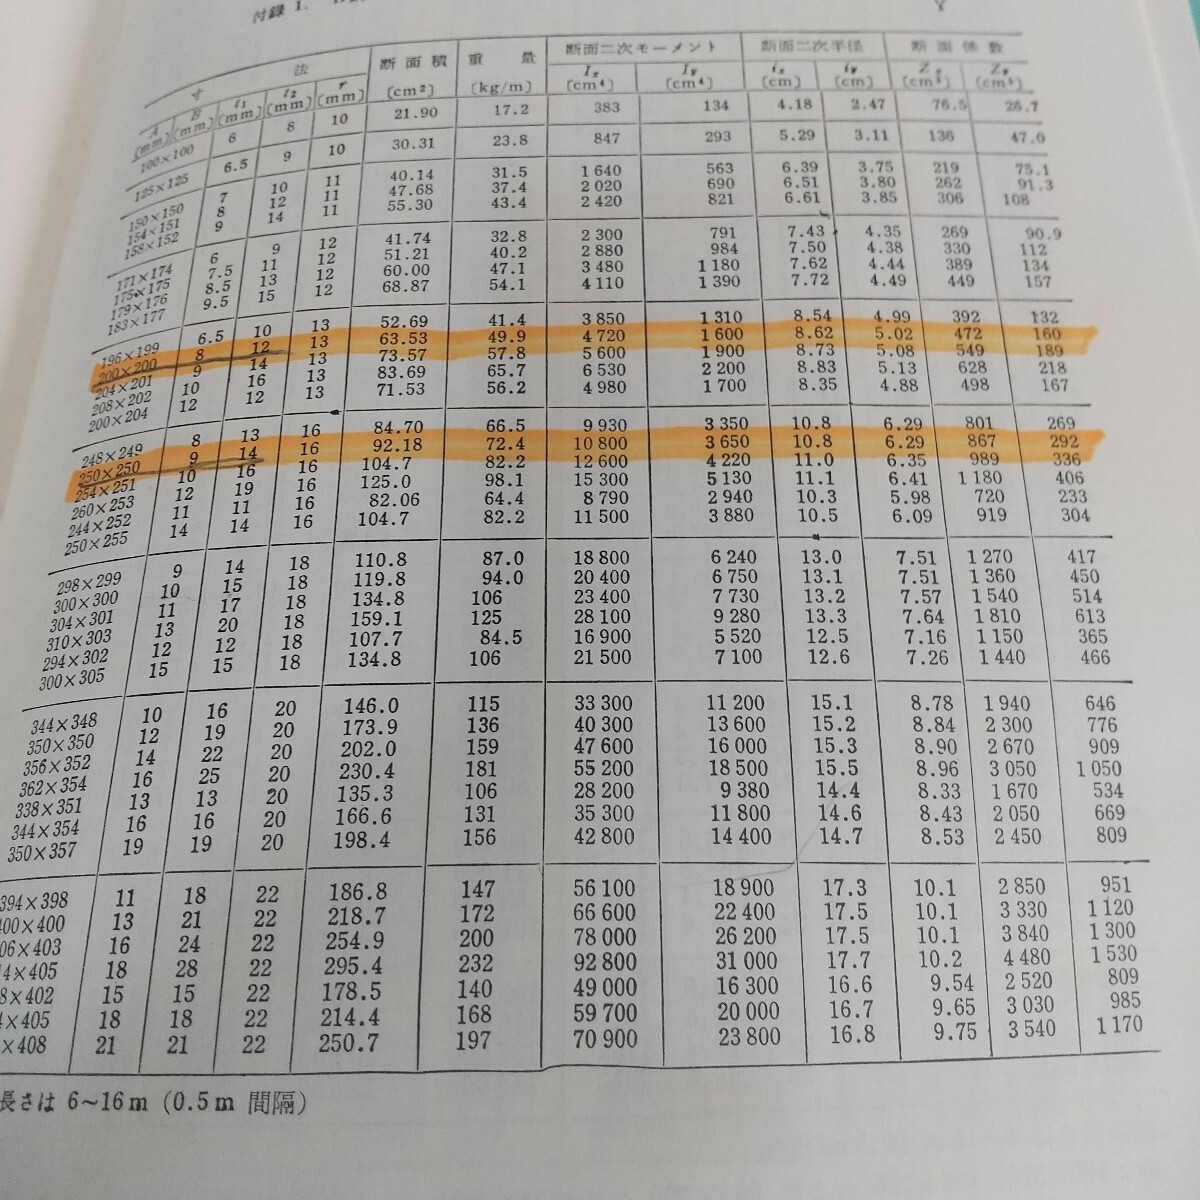 付録 1.
Y
寸 法 断面積 重 量 断面二次モーメント 断面二次半径 断面係数
A B t1 t2 r Ix Iy ix iy Zx Zy
(mm) (mm) (mm) (mm) (mm) (cm²) (kg/m) (cm⁴) (cm⁴) (cm) (cm) (cm³) (cm³)
100×100 6 8 10 21.90 17.2 383 134 4.18 2.47 76.5 26.7
125×125 6.5 9 10 30.31 23.8 847 293 5.29 3.11 136 47.0
150×150 7 10 11 40.14 31.5 1 640 563 6.39 3.75 219 75.1
154×151 8 12 11 47.68 37.4 2 020 690 6.51 3.80 262 91.3
158×152 9 14 11 55.30 43.4 2 420 821 6.61 3.85 306 108
171×174 6 9 12 41.74 32.8 2 300 791 7.43 4.35 269 90.9
175×175 7.5 11 12 51.21 40.2 2 880 984 7.50 4.38 330 112
179×176 8.5 13 12 60.00 47.1 3 480 1 180 7.62 4.44 389 134
183×177 9.5 15 12 68.87 54.1 4 110 1 390 7.72 4.49 449 157
196×199 6.5 10 13 52.69 41.4 3 850 1 310 8.54 4.99 392 132
200×200 8 12 13 63.53 49.9 4 720 1 600 8.62 5.02 472 160
204×201 9 14 13 73.57 57.8 5 600 1 900 8.73 5.08 549 189
208×202 10 16 13 83.69 65.7 6 530 2 200 8.83 5.13 628 218
200×204 12 12 13 71.53 56.2 4 980 1 700 8.35 4.88 498 167
248×249 8 13 16 84.70 66.5 9 930 3 350 10.8 6.29 801 269
250×250 9 14 16 92.18 72.4 10 800 3 650 10.8 6.29 867 292
254×251 10 16 16 104.7 82.2 12 600 4 220 11.0 6.35 989 336
260×253 12 19 16 125.0 98.1 15 300 5 130 11.1 6.41 1 180 406
244×252 11 11 16 82.06 64.4 8 790 2 940 10.3 5.98 720 233
250×255 14 14 16 104.7 82.2 11 500 3 880 10.5 6.09 919 304
298×299 9 14 18 110.8 87.0 18 800 6 240 13.0 7.51 1 270 417
300×300 10 15 18 119.8 94.0 20 400 6 750 13.1 7.51 1 360 450
304×301 11 17 18 134.8 106 23 400 7 730 13.2 7.57 1 540 514
310×303 13 20 18 159.1 125 28 100 9 280 13.3 7.64 1 810 613
294×302 12 12 18 107.7 84.5 16 900 5 520 12.5 7.16 1 150 365
300×305 15 15 18 134.8 106 21 500 7 100 12.6 7.26 1 440 466
344×348 10 16 20 146.0 115 33 300 11 200 15.1 8.78 1 940 646
350×350 12 19 20 173.9 136 40 300 13 600 15.2 8.84 2 300 776
356×352 14 22 20 202.0 159 47 600 16 000 15.3 8.90 2 670 909
362×354 16 25 20 230.4 181 55 200 18 500 15.5 8.96 3 050 1 050
338×351 13 13 20 135.3 106 28 200 9 380 14.4 8.33 1 670 534
344×354 16 16 20 166.6 131 35 300 11 800 14.6 8.43 2 050 669
350×357 19 19 20 198.4 156 42 800 14 400 14.7 8.53 2 450 809
394×398 11 18 22 186.8 147 56 100 18 900 17.3 10.1 2 850 951
00×400 13 21 22 218.7 172 66 600 22 400 17.5 10.1 3 330 1 120
06×403 16 24 22 254.9 200 78 000 26 200 17.5 10.1 3 840 1 300
4×405 18 28 22 295.4 232 92 800 31 000 17.7 10.2 4 480 1 530
8×402 15 15 22 178.5 140 49 000 16 300 16.6 9.54 2 520 809
×405 18 18 22 214.4 168 59 700 20 000 16.7 9.65 3 030 985
×408 21 21 22 250.7 197 70 900 23 800 16.8 9.75 3 540 1 170
長さは 6~16m (0.5m 間隔)